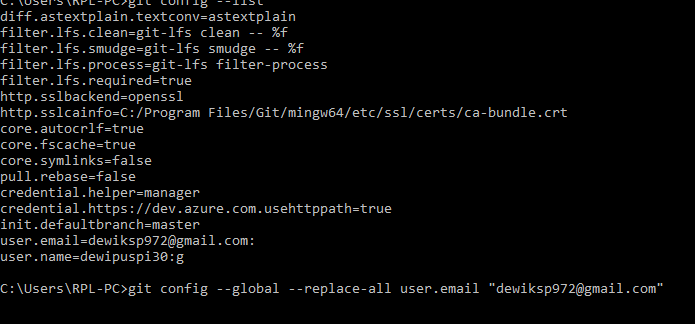 C:\Users\RPL-PC>git config --list
diff.astextplain.textconv=astextplain
filter.lfs.clean=git-lfs clean -- %f
filter.lfs.smudge=git-lfs smudge -- %f
filter.lfs.process=git-lfs filter-process
filter.lfs.required=true
http.sslbackend=openssl
http.sslcainfo=C:/Program Files/Git/mingw64/etc/ssl/certs/ca-bundle.crt
core.autocrlf=true
core.fscache=true
core.symlinks=false
pull.rebase=false
credential.helper=manager
credential.https://dev.azure.com.usehttppath=true
init.defaultbranch=master
user.email=dewiksp972@gmail.com:
user.name=dewipuspi30:g
C:\Users\RPL-PC>git config --global --replace-all user.email "dewiksp972@gmail.com"